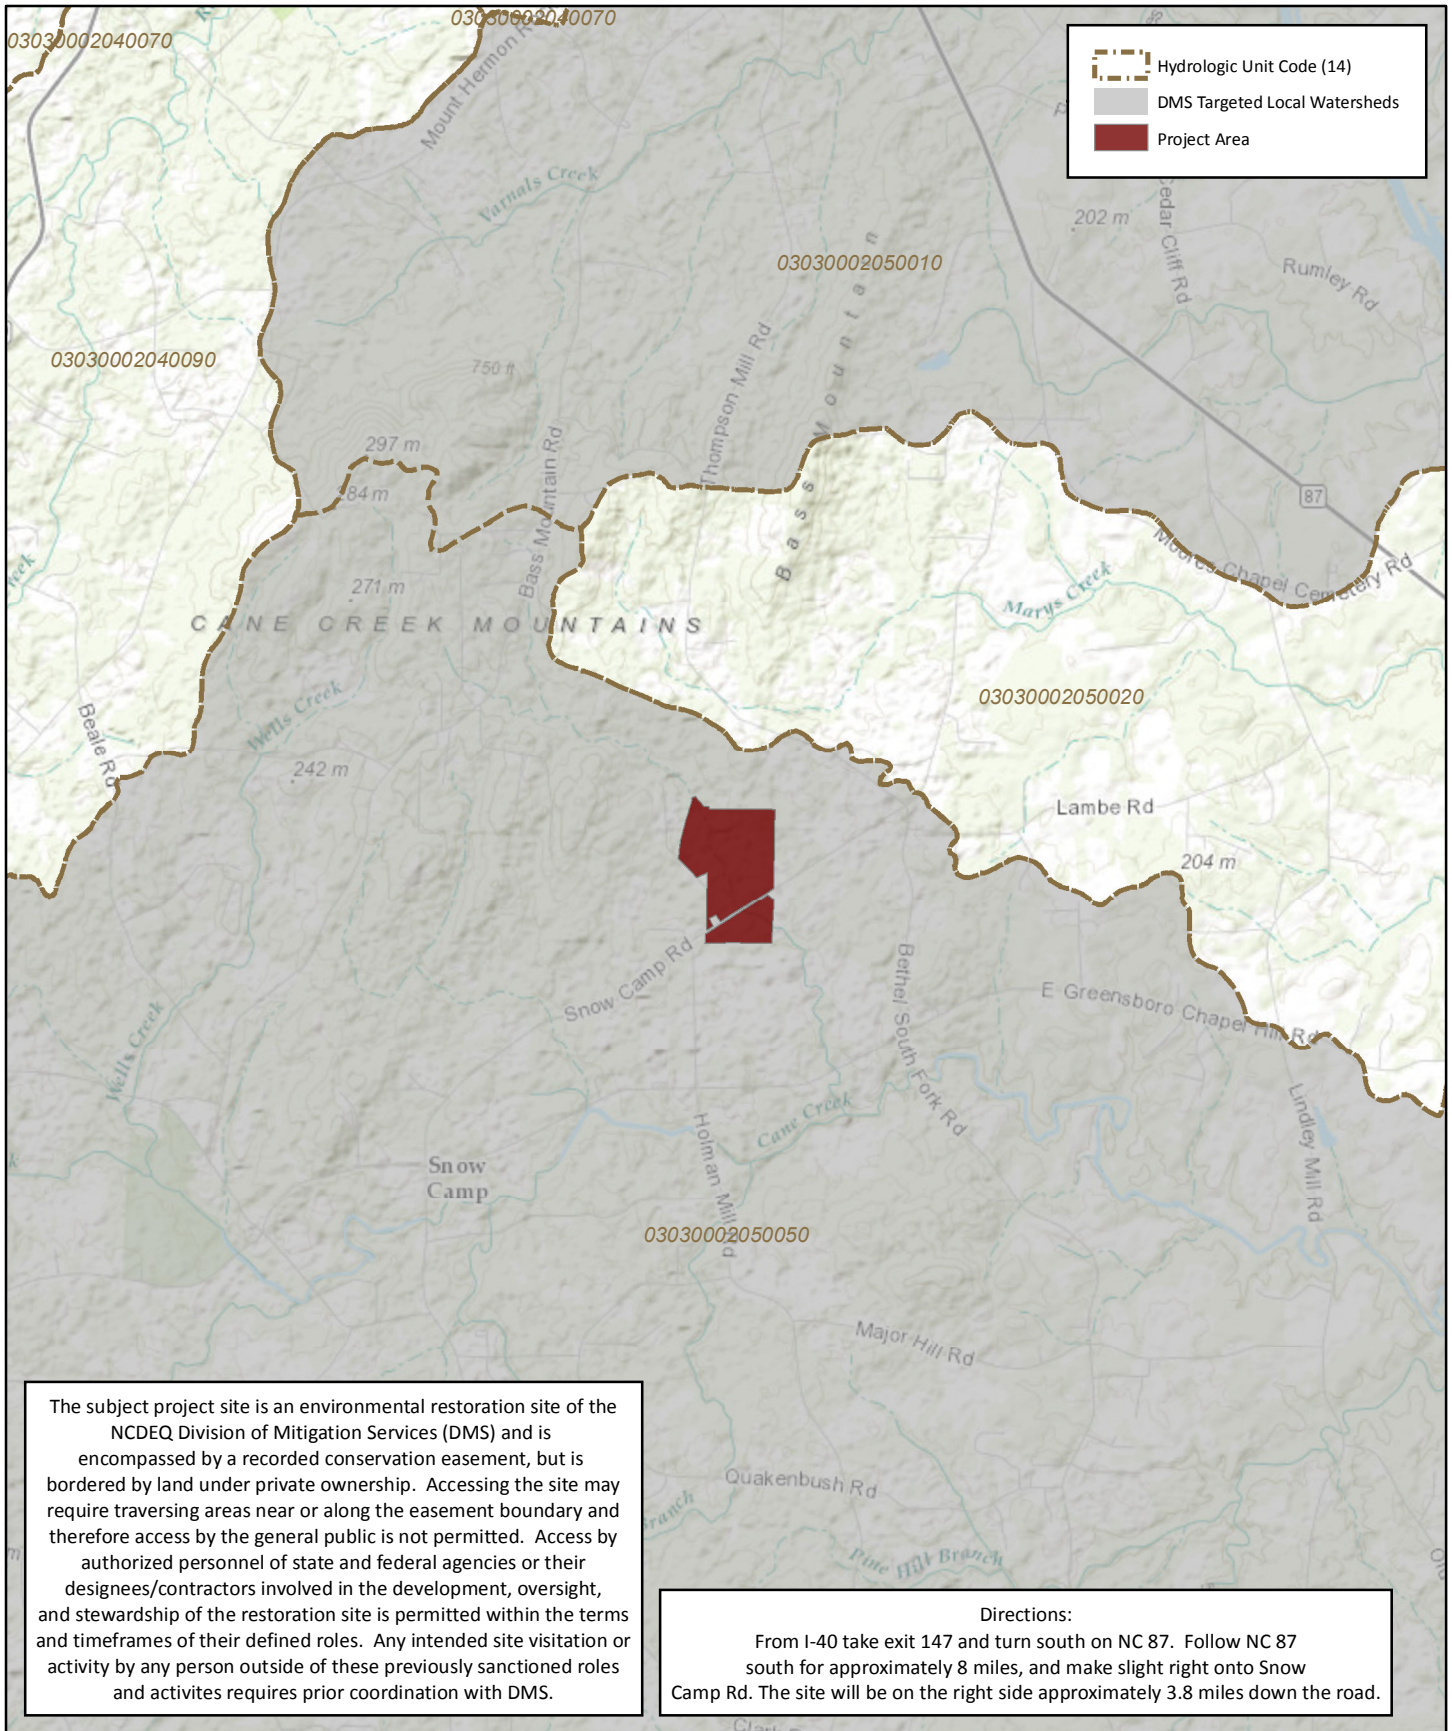 03030002040070
03030002040070
Hydrologic Unit Code (14)
DMS Targeted Local Watersheds
Project Area
Mount Hermon R
Varnals Creek
202 m
Cedar Cliff Rd
Rumley Rd
03030002050010
03030002040090
750 ft
Thompson Mill Rd
Bass Mountain
297 m
84 m
Bass Mountain Rd
87
Moores Chapel Cemetery Rd
reek
271 m
CANE CREEK MOUNTAINS
Marys Creek
03030002050020
Wells Creek
Beale Rd
242 m
Lambe Rd
204 m
Snow Camp Rd
Bethel South Fork Rd
E Greensboro Chapel Hill Rd
Wells Creek
Cane Creek
Holman Mill Rd
Lindley Mill Rd
k
Snow
Camp
03030002050050
Major Hill Rd
Quakenbush Rd
Branch
Pine Hill Branch
m
The subject project site is an environmental restoration site of the
NCDEQ Division of Mitigation Services (DMS) and is
encompassed by a recorded conservation easement, but is
bordered by land under private ownership. Accessing the site may
require traversing areas near or along the easement boundary and
therefore access by the general public is not permitted. Access by
authorized personnel of state and federal agencies or their
designees/contractors involved in the development, oversight,
and stewardship of the restoration site is permitted within the terms
and timeframes of their defined roles. Any intended site visitation or
activity by any person outside of these previously sanctioned roles
and activites requires prior coordination with DMS.
Directions:
From I-40 take exit 147 and turn south on NC 87. Follow NC 87
south for approximately 8 miles, and make slight right onto Snow
Camp Rd. The site will be on the right side approximately 3.8 miles down the road.